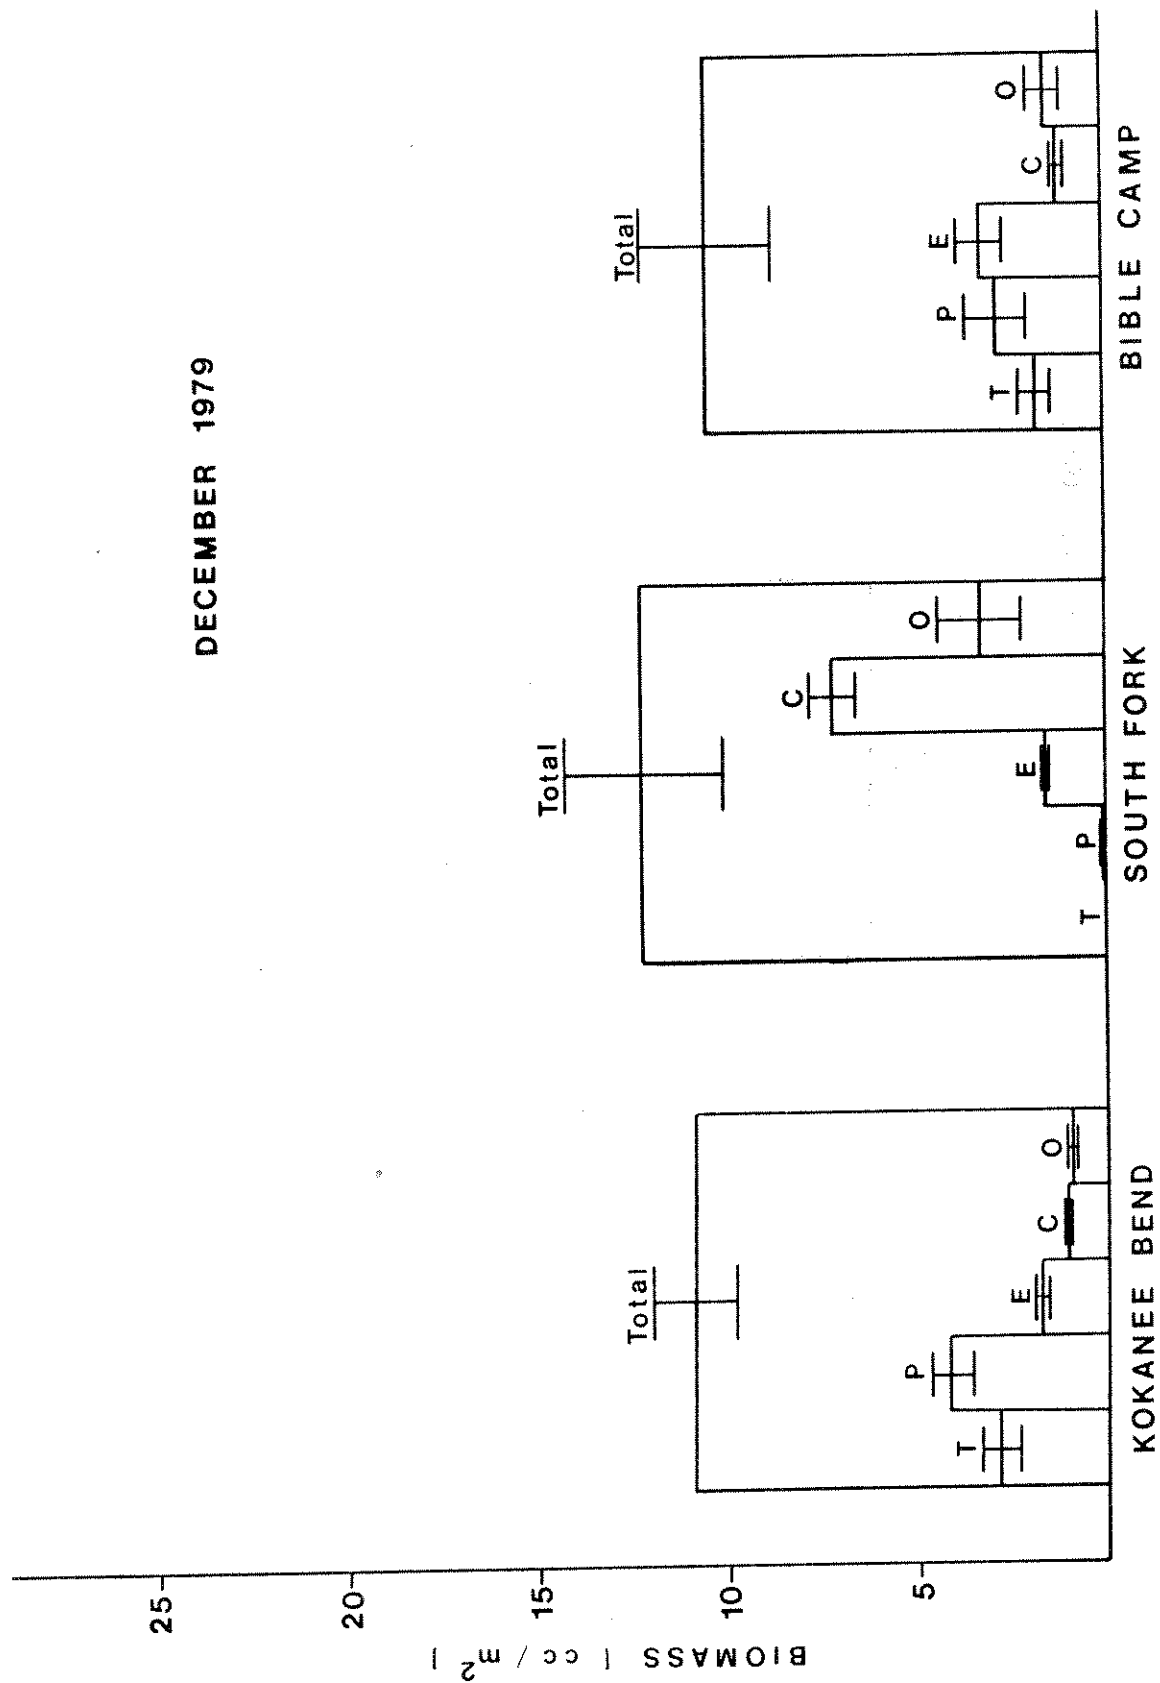 DECEMBER 1979
25
20
15
10
5
BIOMASS ( cc / m² )
Total
T
P
E
C
O
KOKANEE BEND
Total
T
P
E
C
O
SOUTH FORK
Total
T
P
E
C
O
BIBLE CAMP